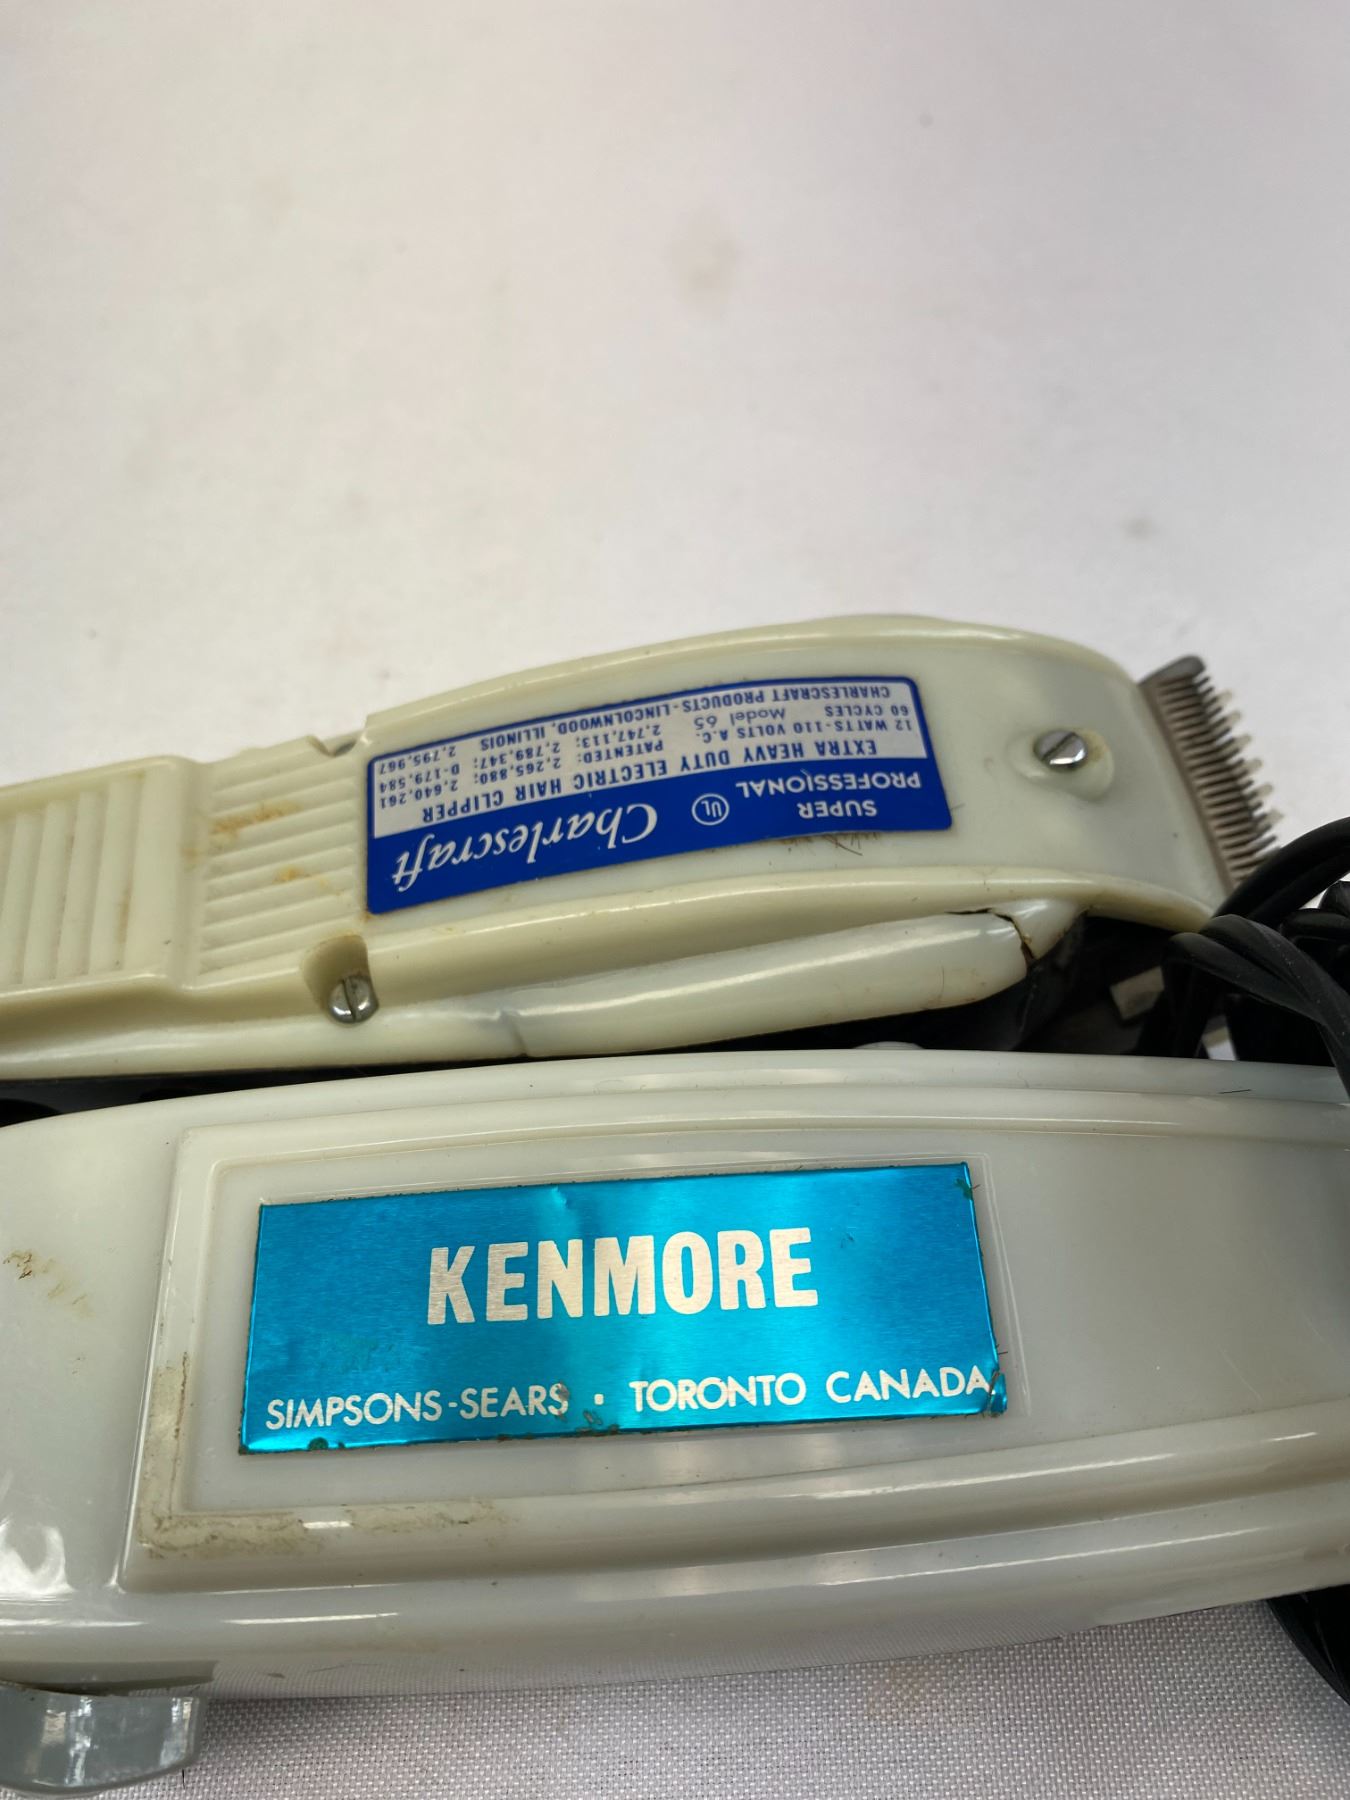 Charlescraft UL SUPER PROFESSIONAL
EXTRA HEAVY DUTY ELECTRIC HAIR CLIPPER
12 WATTS-110 VOLTS A.C. PATENTED: 2,265,880; 2,640,261
60 CYCLES Model 65 2,747,113; 2,789,347; D-179,584
2,795,967
CHARLESCRAFT PRODUCTS-LINCOLNWOOD, ILLINOIS
KENMORE
SIMPSONS-SEARS · TORONTO CANADA